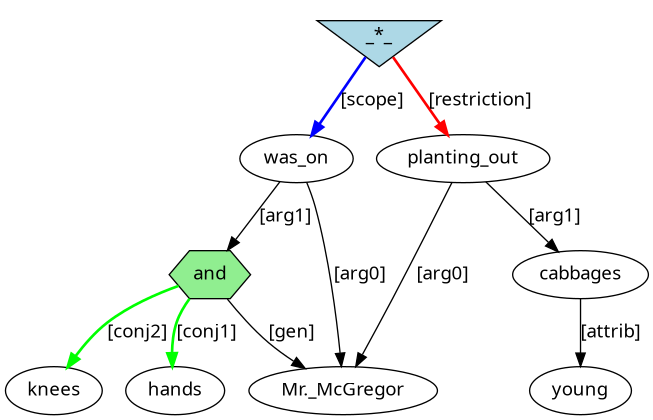 _*_
[scope] [restriction]
was_on planting_out
[arg1] [arg1]
and [arg0] [arg0] cabbages
[conj2] [conj1] [gen] [attrib]
knees hands Mr._McGregor young